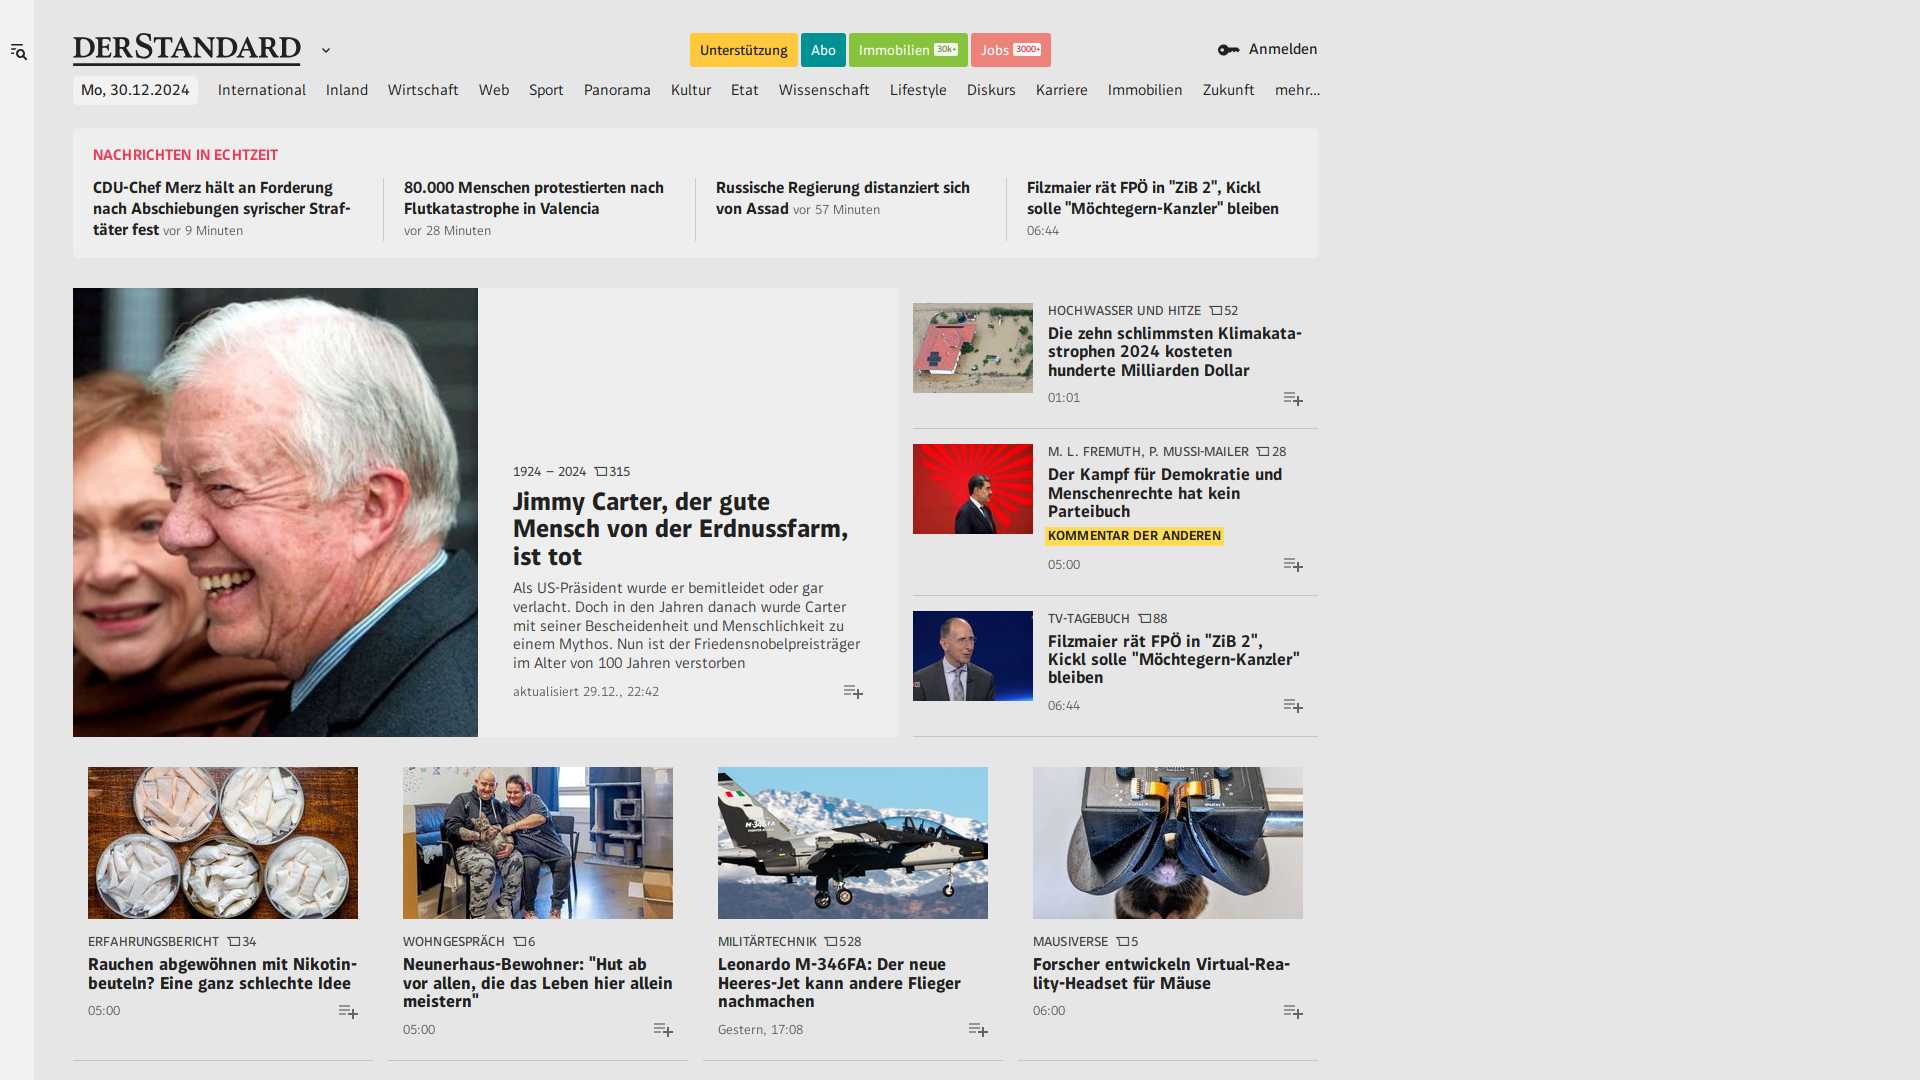 DERSTANDARD
Unterstützung
Abo
Immobilien 30k+
Jobs 3000+
Anmelden
Mo, 30.12.2024
International
Inland
Wirtschaft
Web
Sport
Panorama
Kultur
Etat
Wissenschaft
Lifestyle
Diskurs
Karriere
Immobilien
Zukunft
mehr...
NACHRICHTEN IN ECHTZEIT
CDU-Chef Merz hält an Forderung
nach Abschiebungen syrischer Straf-
täter fest vor 9 Minuten
80.000 Menschen protestierten nach
Flutkatastrophe in Valencia
vor 28 Minuten
Russische Regierung distanziert sich
von Assad vor 57 Minuten
Filzmaier rät FPÖ in "ZiB 2", Kickl
solle "Möchtegern-Kanzler" bleiben
06:44
1924 – 2024 315
Jimmy Carter, der gute
Mensch von der Erdnussfarm,
ist tot
Als US-Präsident wurde er bemitleidet oder gar
verlacht. Doch in den Jahren danach wurde Carter
mit seiner Bescheidenheit und Menschlichkeit zu
einem Mythos. Nun ist der Friedensnobelpreisträger
im Alter von 100 Jahren verstorben
aktualisiert 29.12., 22:42
HOCHWASSER UND HITZE 52
Die zehn schlimmsten Klimakata-
strophen 2024 kosteten
hunderte Milliarden Dollar
01:01
M. L. FREMUTH, P. MUSSI-MAILER 28
Der Kampf für Demokratie und
Menschenrechte hat kein
Parteibuch
KOMMENTAR DER ANDEREN
05:00
TV-TAGEBUCH 88
Filzmaier rät FPÖ in "ZiB 2",
Kickl solle "Möchtegern-Kanzler"
bleiben
06:44
ERFAHRUNGSBERICHT 34
Rauchen abgewöhnen mit Nikotin-
beuteln? Eine ganz schlechte Idee
05:00
WOHNGESPRÄCH 6
Neunerhaus-Bewohner: "Hut ab
vor allen, die das Leben hier allein
meistern"
05:00
M-346FA
MILITÄRTECHNIK 528
Leonardo M-346FA: Der neue
Heeres-Jet kann andere Flieger
nachmachen
Gestern, 17:08
MAUSIVERSE 5
Forscher entwickeln Virtual-Rea-
lity-Headset für Mäuse
06:00